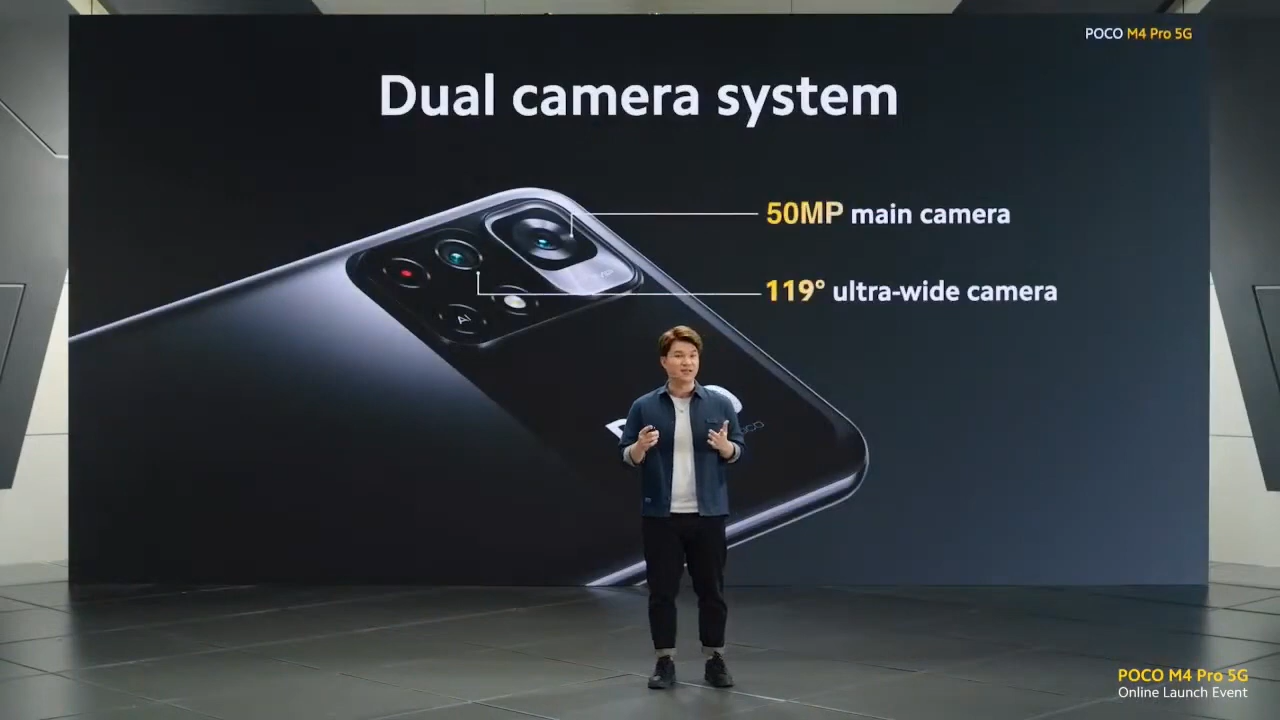 POCO M4 Pro 5G
Dual camera system
50MP main camera
119° ultra-wide camera
AI
POCO M4 Pro 5G
Online Launch Event